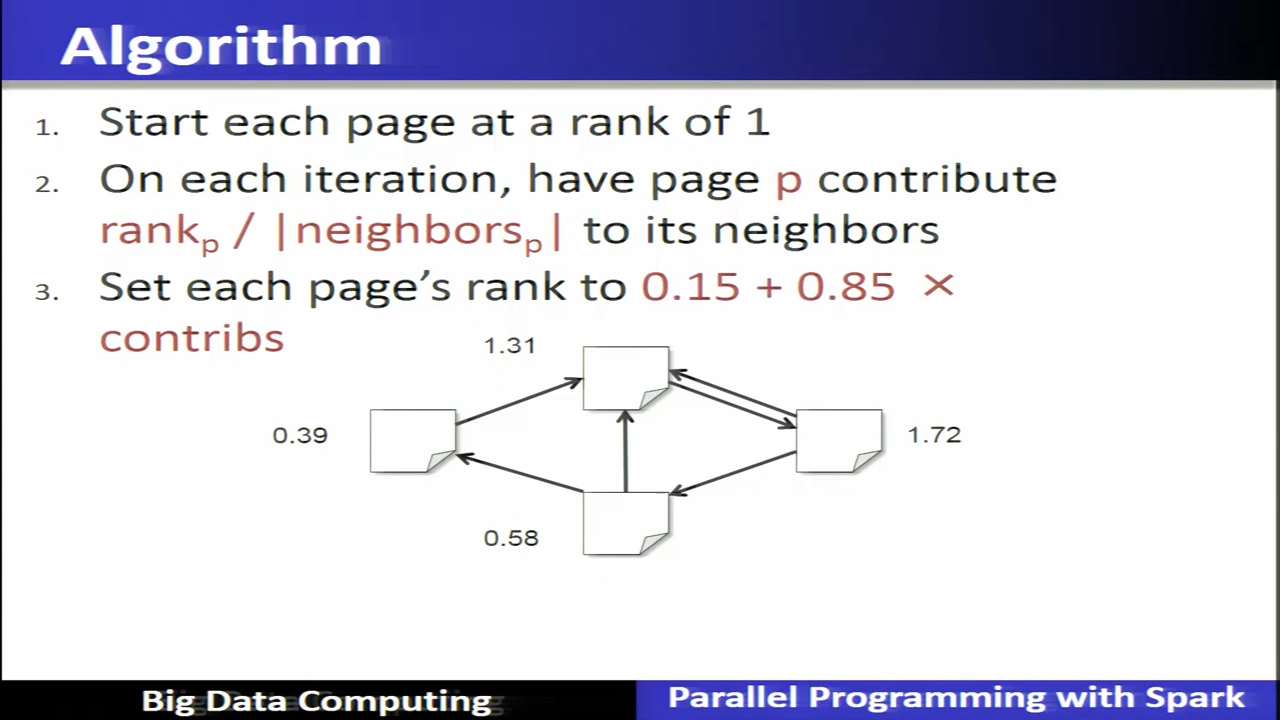 Algorithm
1. Start each page at a rank of 1
2. On each iteration, have page p contribute
rankp / |neighborsp| to its neighbors
3. Set each page’s rank to 0.15 + 0.85 ×
contribs
1.31
0.39
1.72
0.58
Big Data Computing
Parallel Programming with Spark